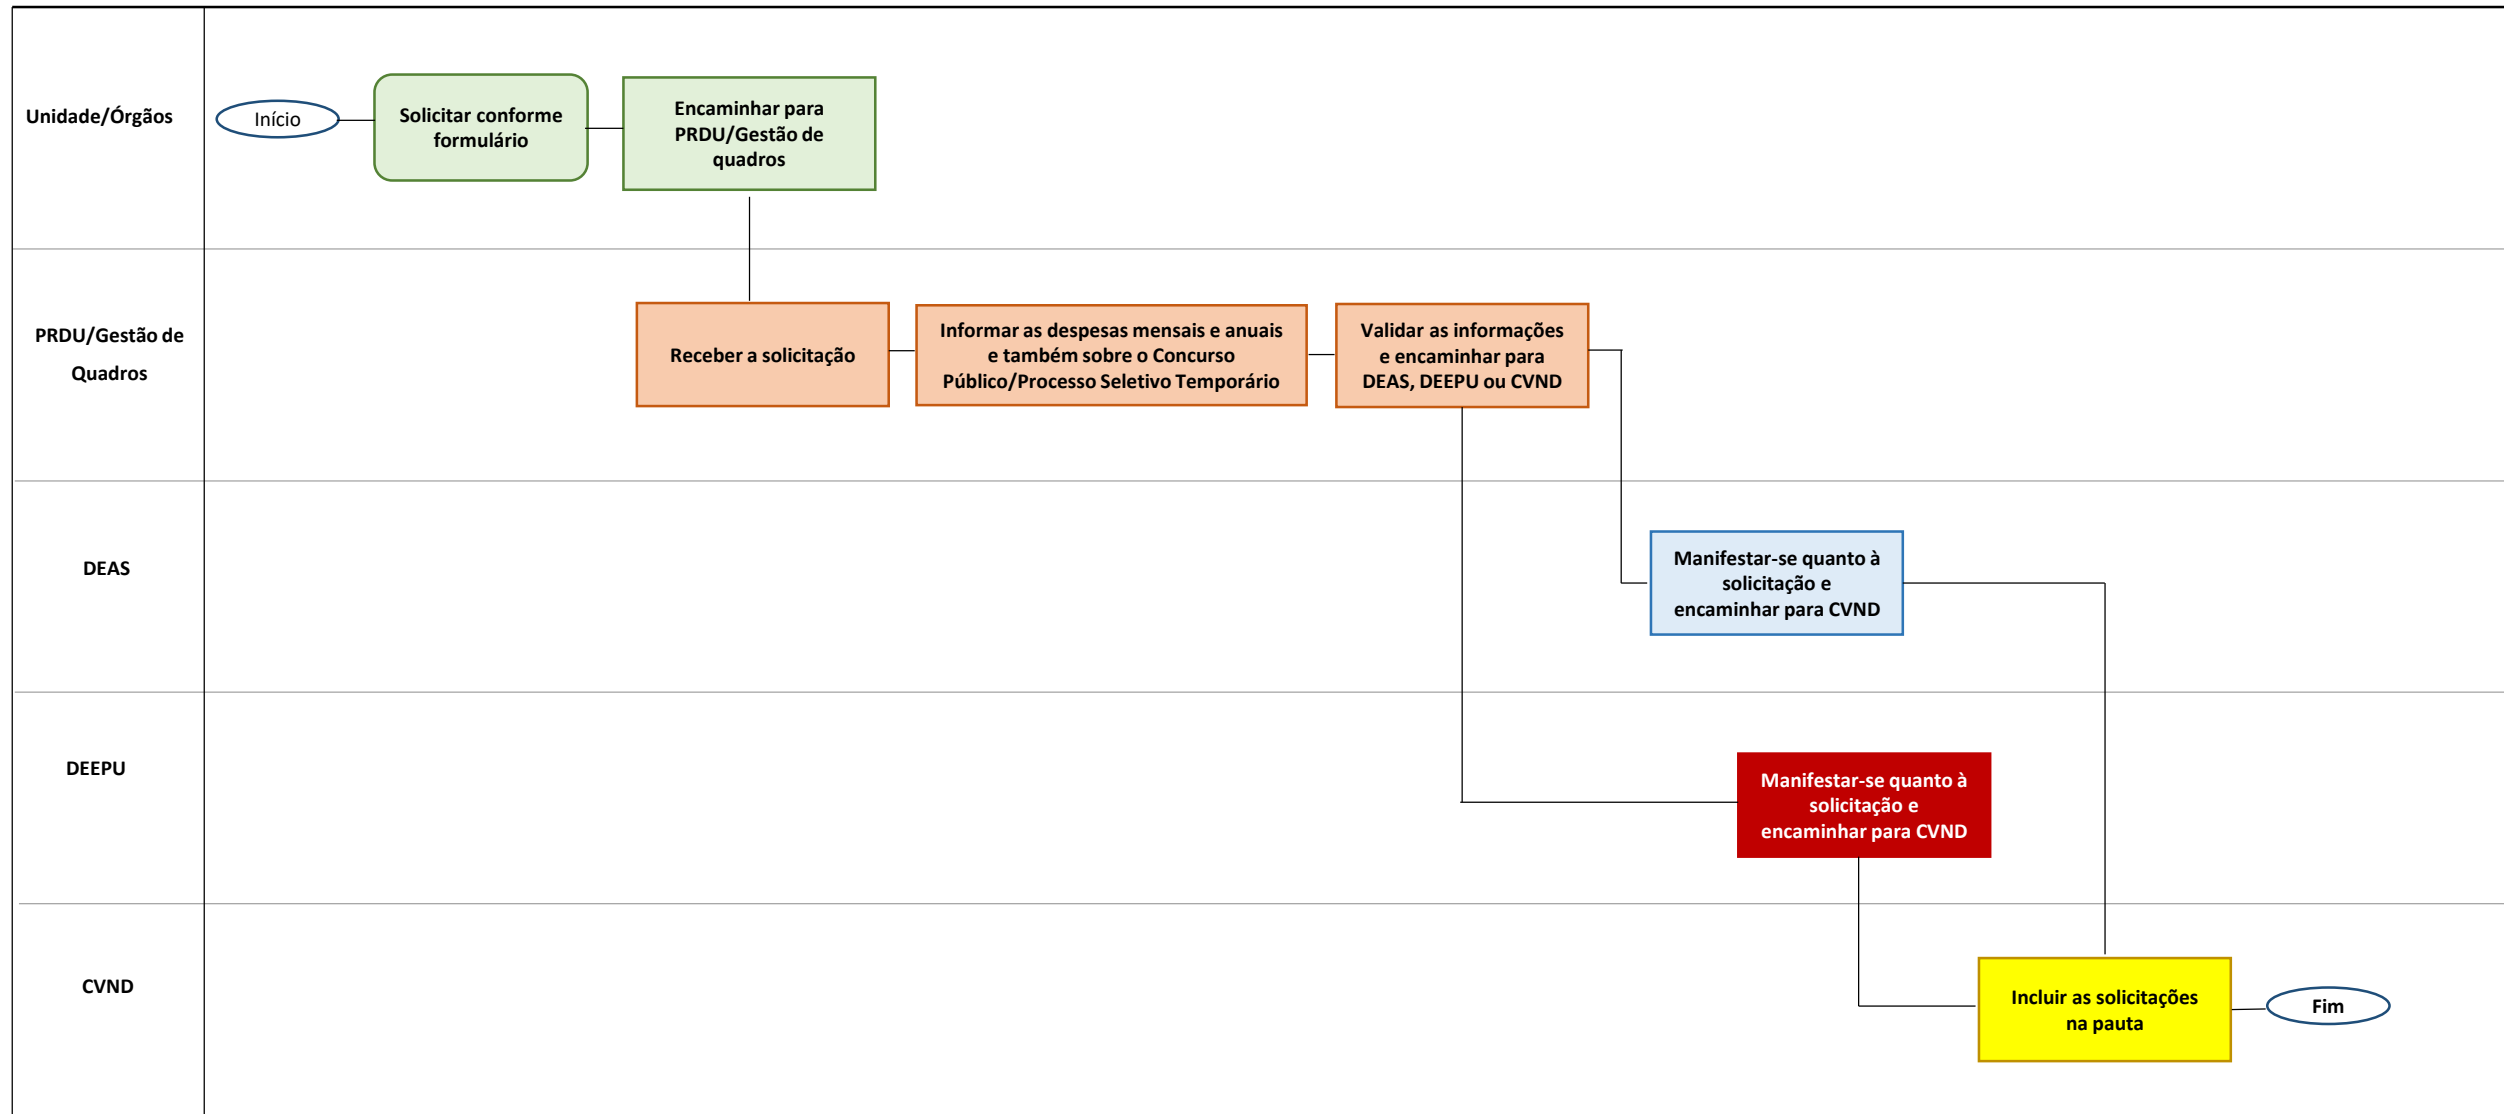 Unidade/Órgãos
Início
Solicitar conforme
formulário
Encaminhar para
PRDU/Gestão de
quadros
PRDU/Gestão de
Quadros
Receber a solicitação
Informar as despesas mensais e anuais
e também sobre o Concurso
Público/Processo Seletivo Temporário
Validar as informações
e encaminhar para
DEAS, DEEPU ou CVND
DEAS
Manifestar-se quanto à
solicitação e
encaminhar para CVND
DEEPU
Manifestar-se quanto à
solicitação e
encaminhar para CVND
CVND
Incluir as solicitações
na pauta
Fim